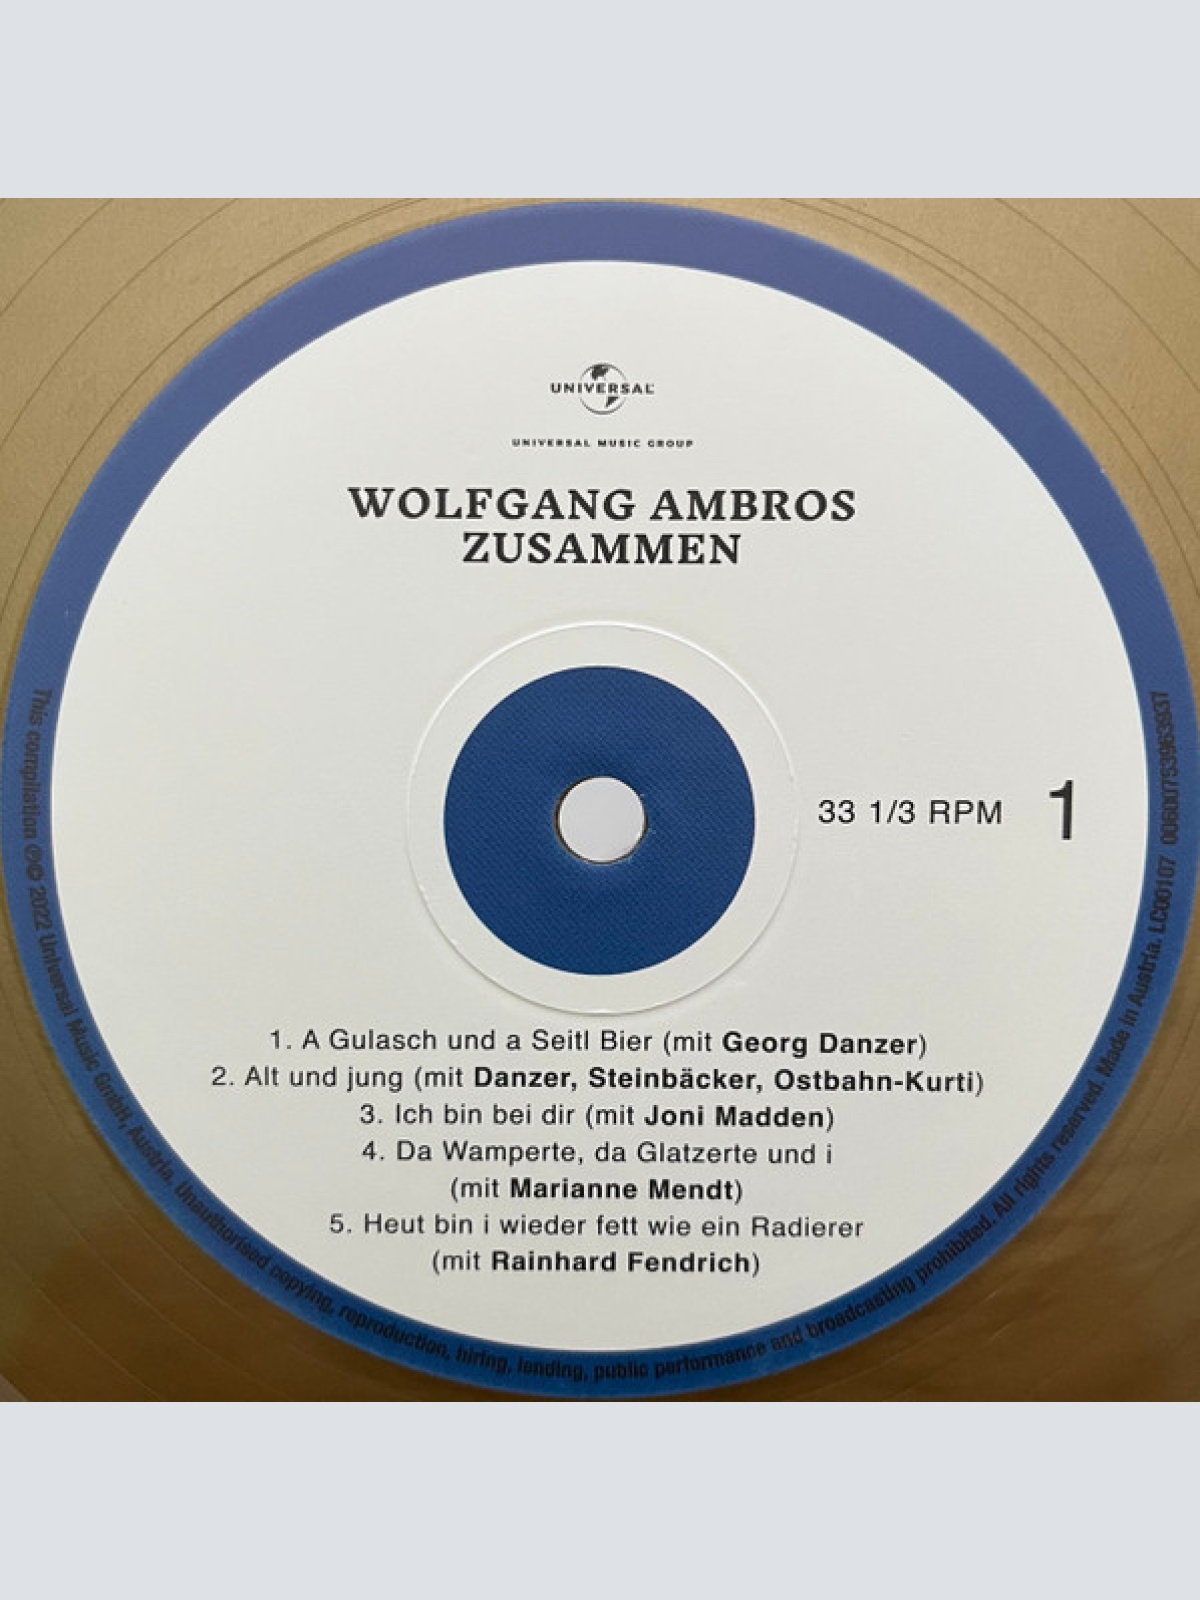 UNIVERSAL
UNIVERSAL MUSIC GROUP
WOLFGANG AMBROS
ZUSAMMEN
33 1/3 RPM 1
1. A Gulasch und a Seitl Bier (mit Georg Danzer)
2. Alt und jung (mit Danzer, Steinbäcker, Ostbahn-Kurti)
3. Ich bin bei dir (mit Joni Madden)
4. Da Wamperte, da Glatzerte und i
(mit Marianne Mendt)
5. Heut bin i wieder fett wie ein Radierer
(mit Rainhard Fendrich)
This compilation ℗© 2022 Universal Music GmbH, Austria. Unauthorised copying, reproduction, hiring, lending, public performance and broadcasting prohibited. All rights reserved. Made in Austria. LC00107 00600753963937